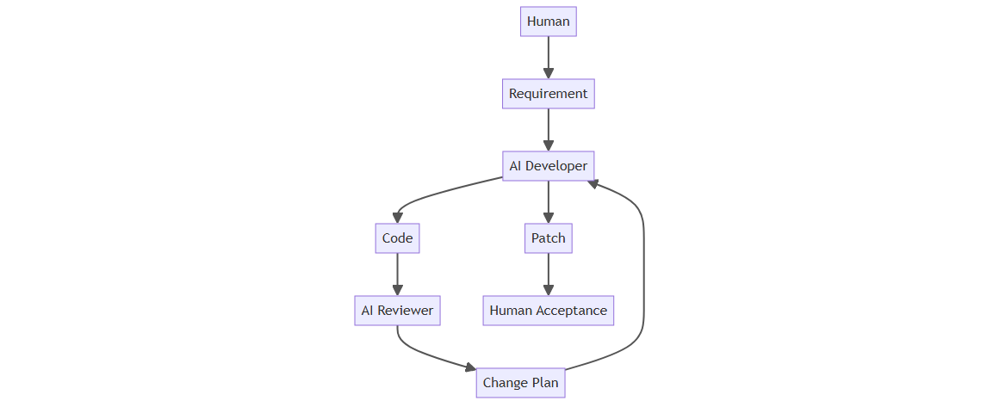 Human
Requirement
AI Developer
Code
Patch
AI Reviewer
Human Acceptance
Change Plan